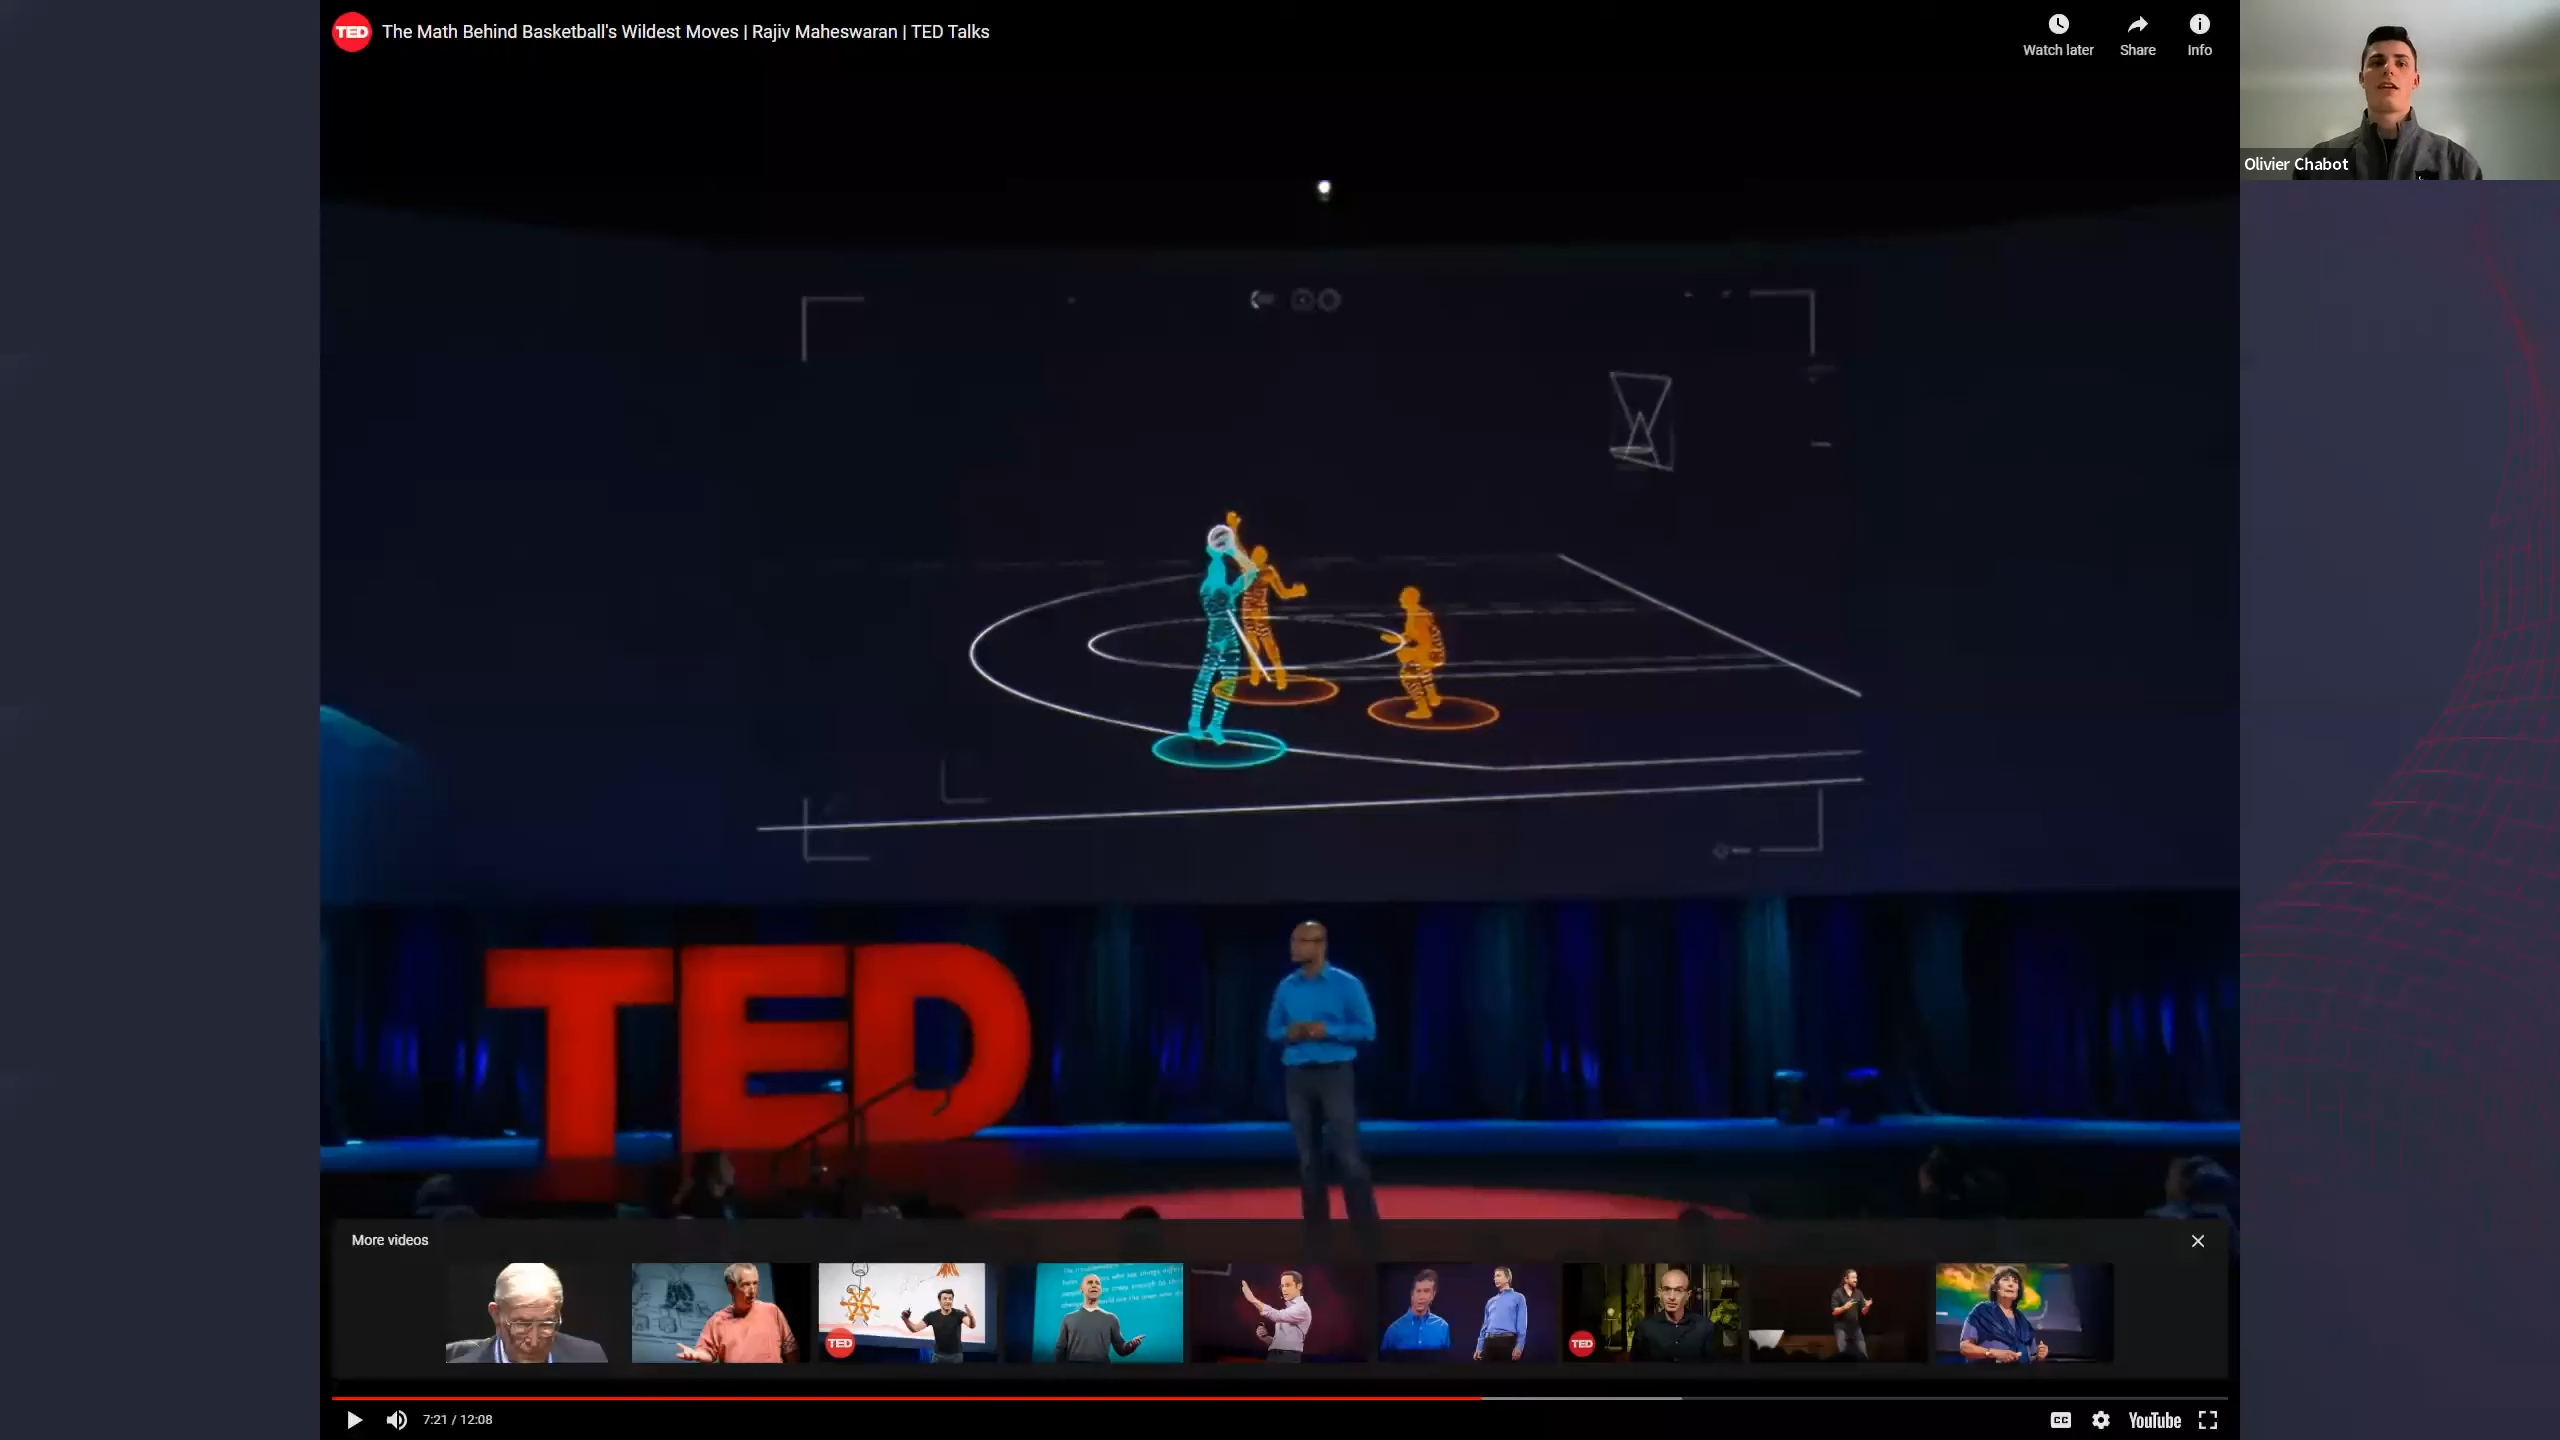 TED
The Math Behind Basketball's Wildest Moves | Rajiv Maheswaran | TED Talks
Watch later
Share
Info
Olivier Chabot
TED
More videos
TED
TED
7:21 / 12:08
CC
YouTube